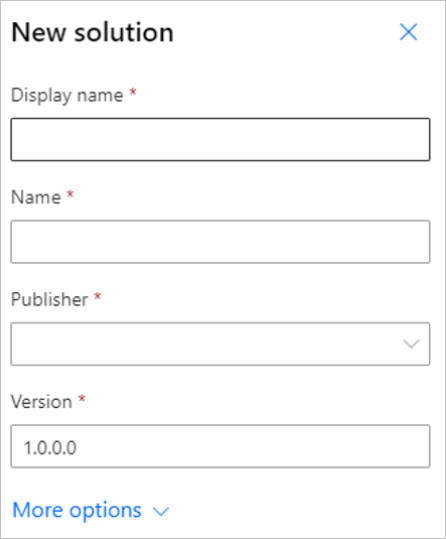 New solution
Display name *
Name *
Publisher *
Version *
1.0.0.0
More options